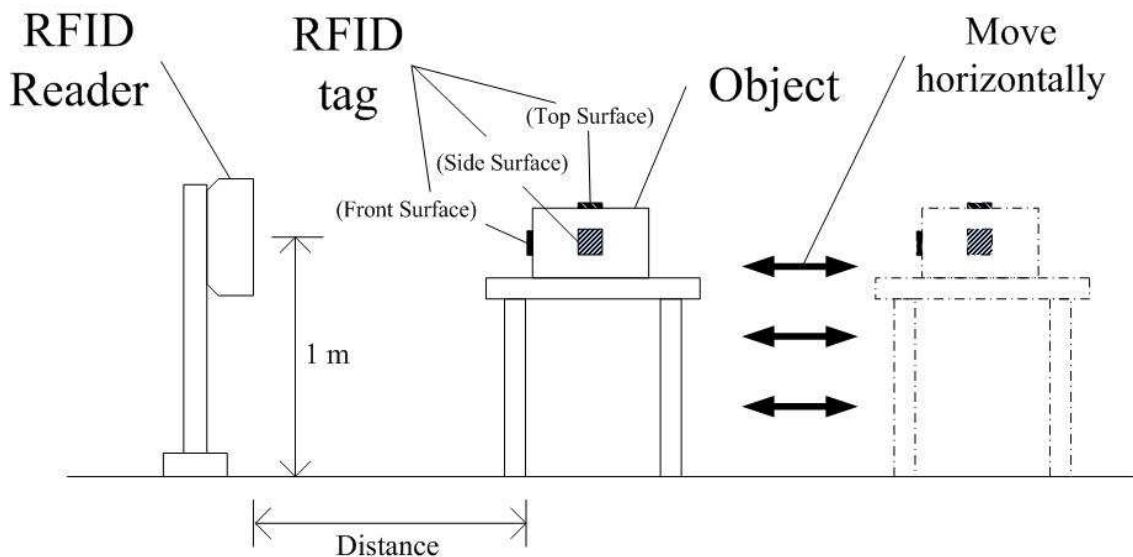 RFID
Reader
RFID
tag
Object
Move
horizontally
(Top Surface)
(Side Surface)
(Front Surface)
1 m
Distance